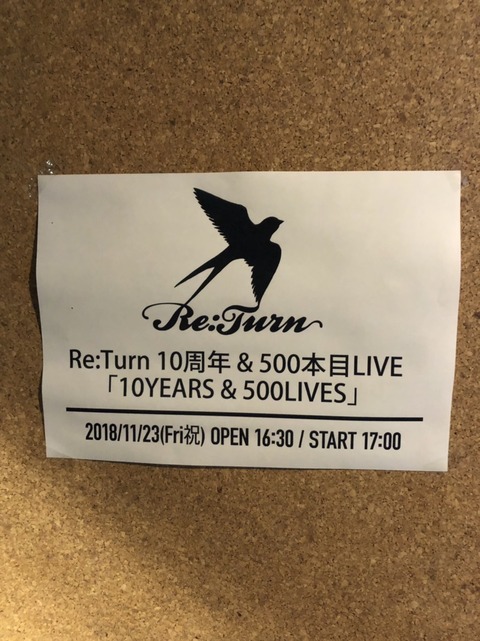 Re:Turn
Re:Turn 10周年 & 500本目LIVE
「10YEARS & 500LIVES」
2018/11/23(Fri祝) OPEN 16:30 / START 17:00